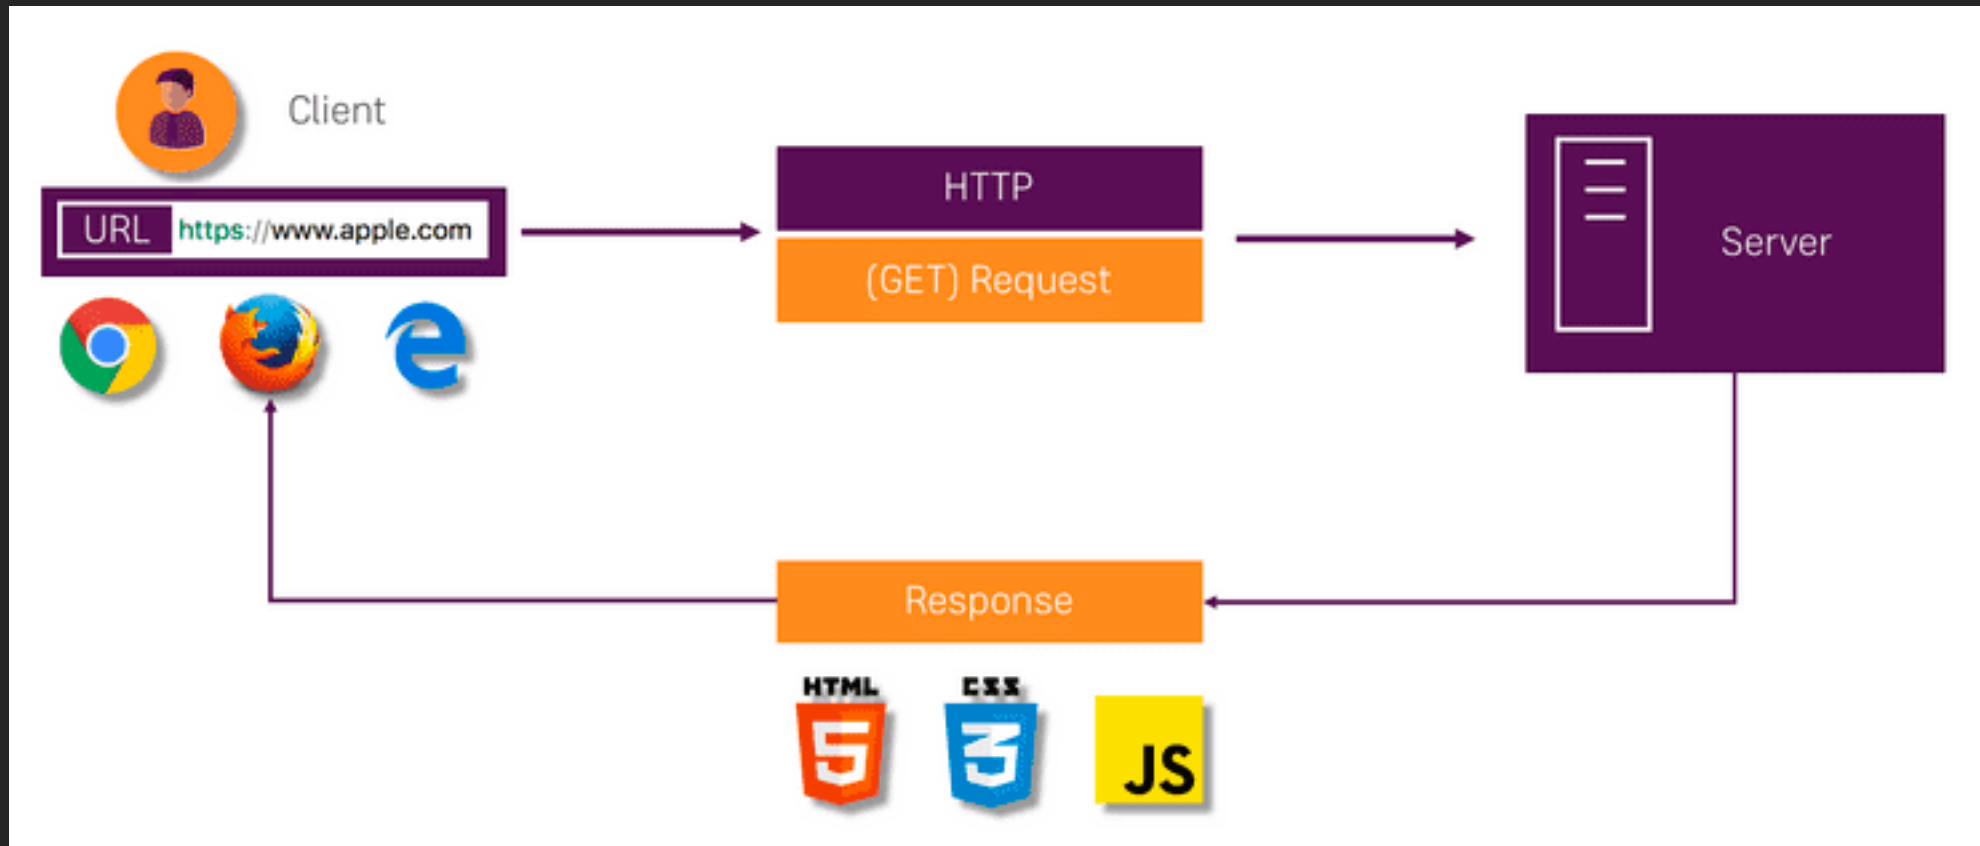 Client
URL https://www.apple.com
HTTP
(GET) Request
Server
Response
HTML
5
CSS
3
JS